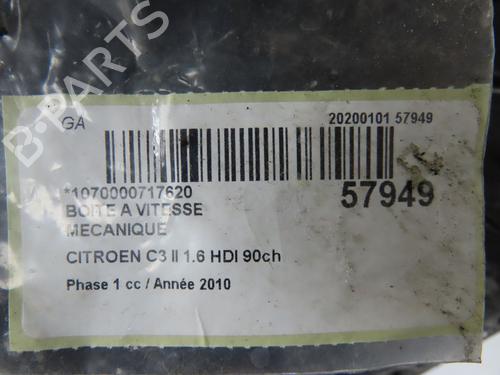 GA
20200101 57949
*1070000717620
57949
BOITE A VITESSE
MECANIQUE
CITROEN C3 II 1.6 HDI 90ch
Phase 1 cc / Année 2010
B-PARTS